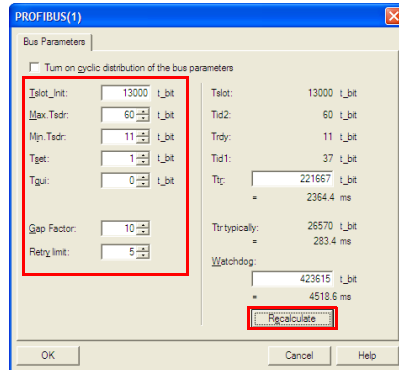 PROFIBUS(1)
Bus Parameters
Turn on cyclic distribution of the bus parameters
Tslot_Init: 13000 t_bit Tslot: 13000 t_bit
Max.Tsdr: 60 t_bit Tid2: 60 t_bit
Min.Tsdr: 11 t_bit Trdy: 11 t_bit
Tset: 1 t_bit Tid1: 37 t_bit
Tqui: 0 t_bit Ttr: 221667 t_bit
= 2364.4 ms
Gap Factor: 10 Ttr typically: 26570 t_bit
= 283.4 ms
Retry limit: 5 Watchdog:
423615 t_bit
= 4518.6 ms
Recalculate
OK Cancel Help